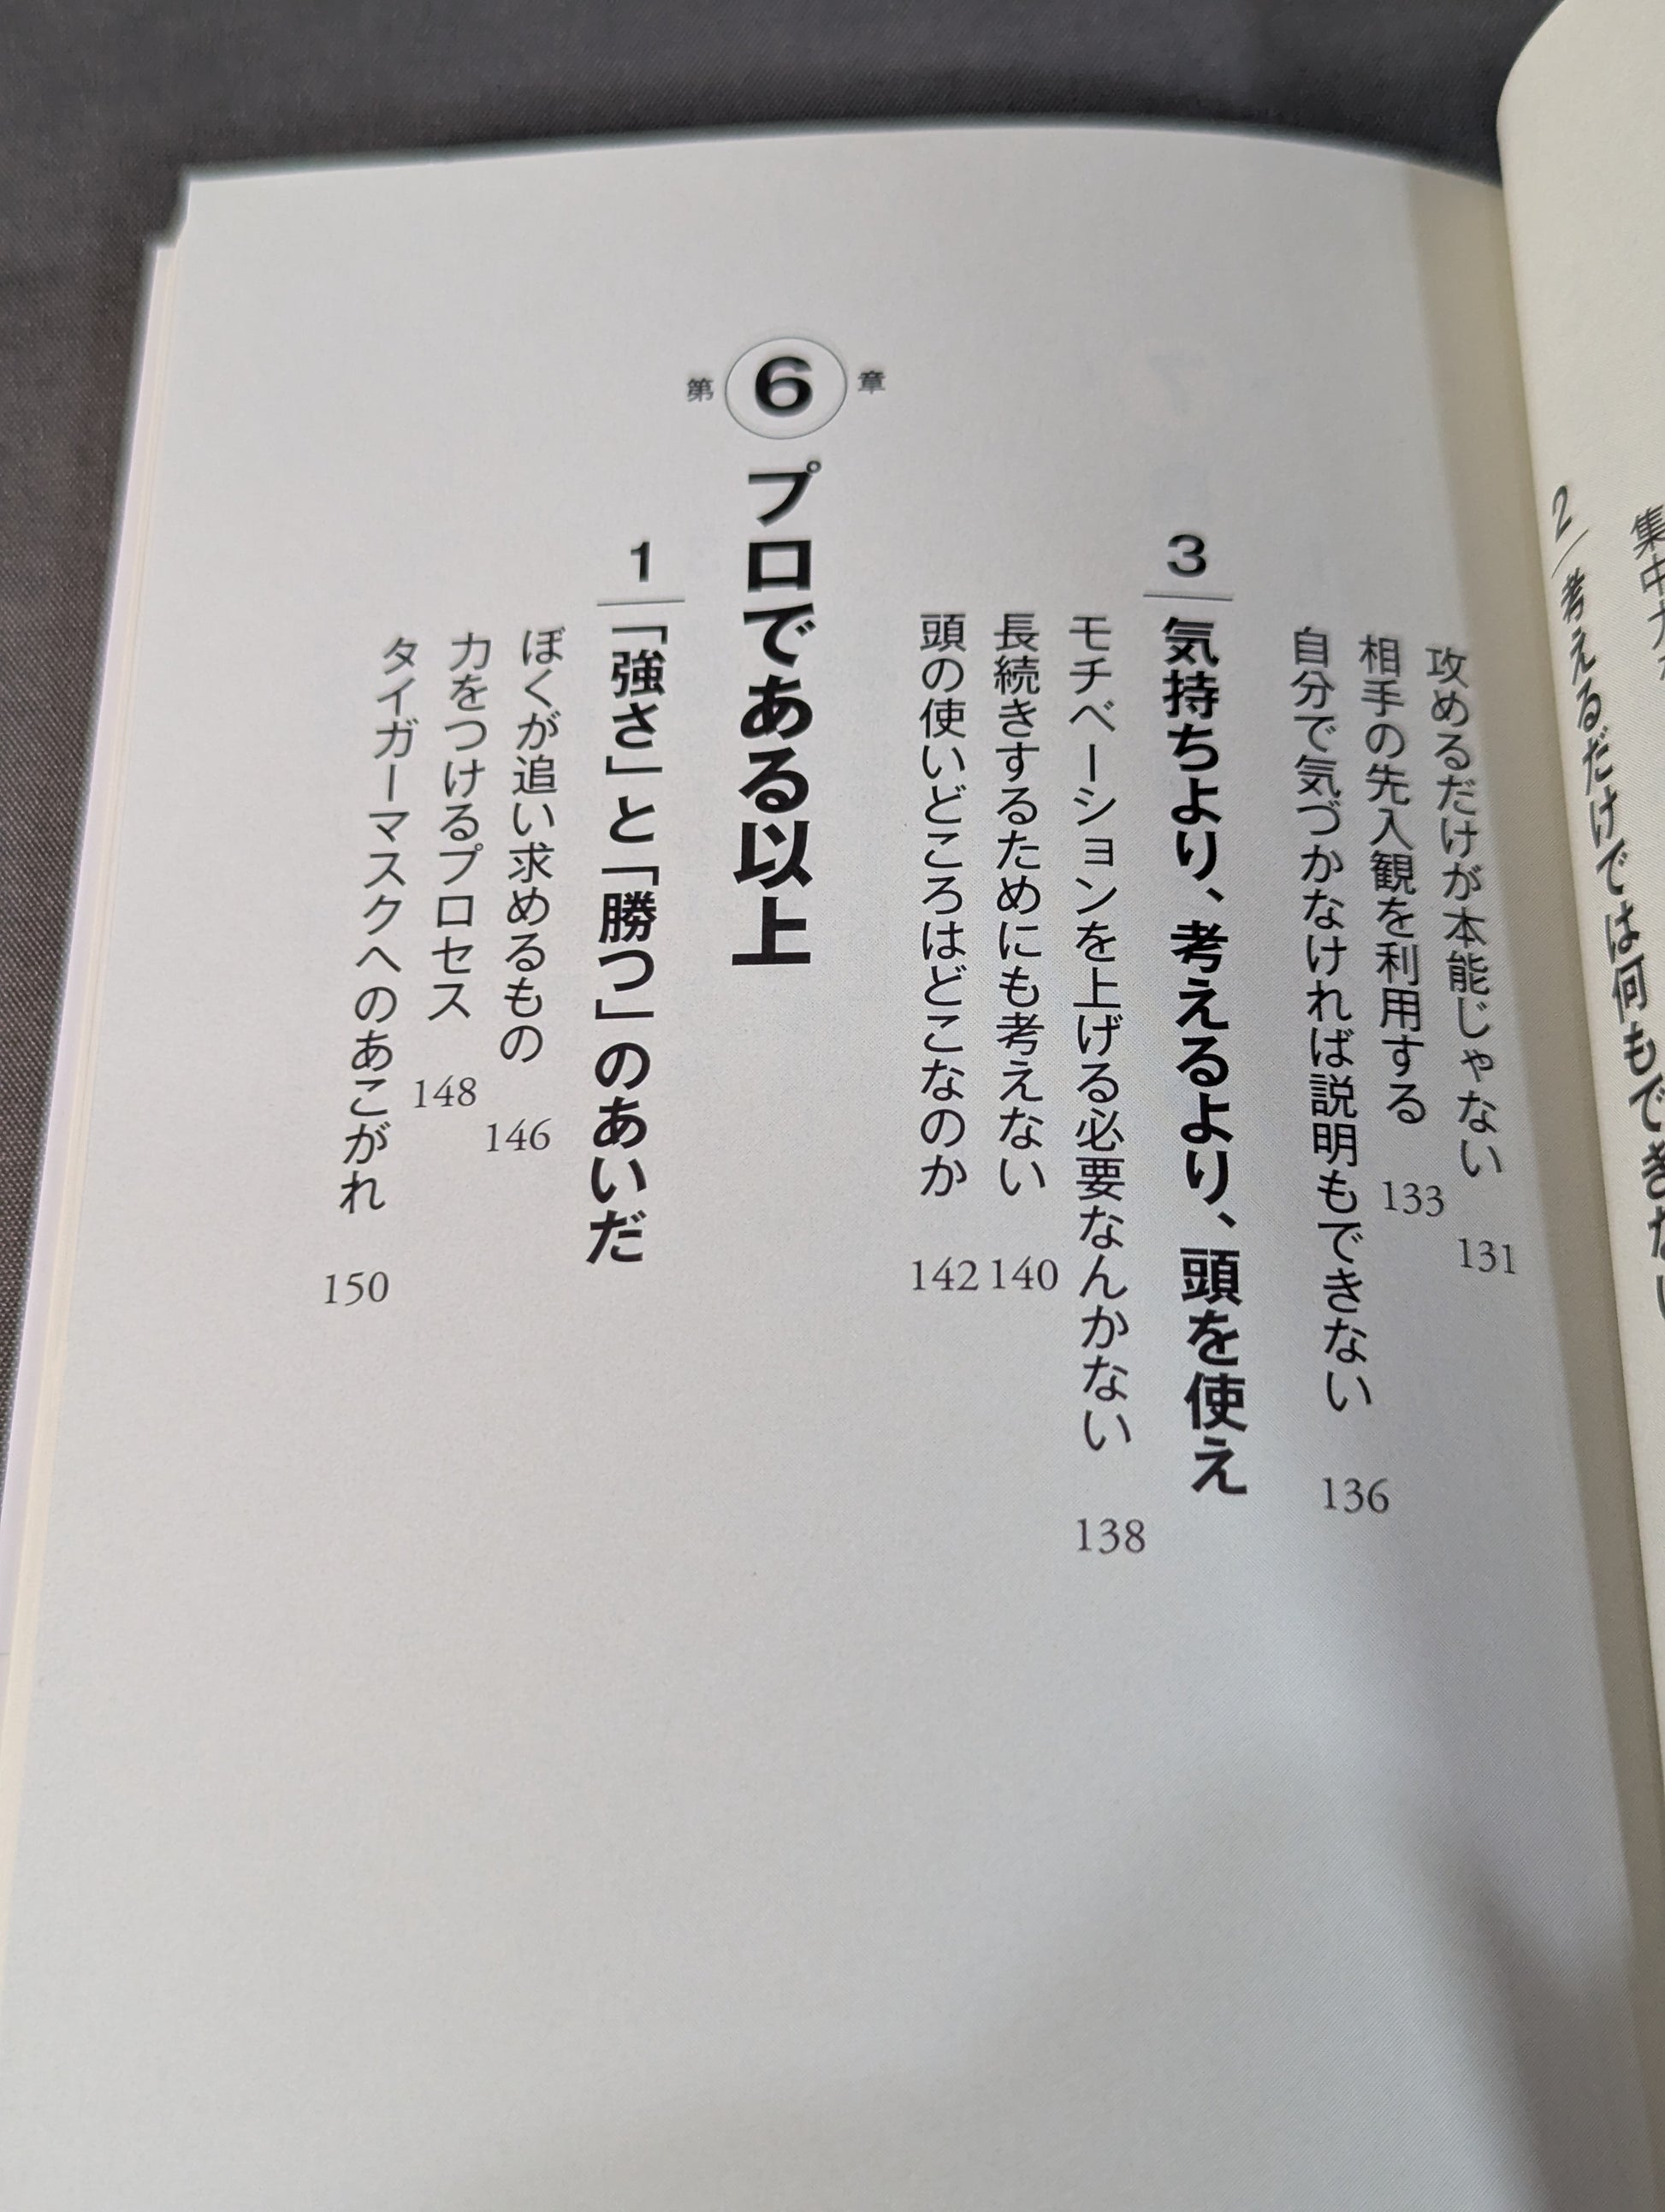 集中力
2 考えるだけでは何もできない
攻めるだけが本能じゃない 131
相手の先入観を利用する 133
自分で気づかなければ説明もできない 136
3 気持ちより、考えるより、頭を使え
モチベーションを上げる必要なんかない 138
長続きするためにも考えない 140
頭の使いどころはどこなのか 142
第6章 プロである以上
1 「強さ」と「勝つ」のあいだ
ぼくが追い求めるもの 146
力をつけるプロセス 148
タイガーマスクへのあこがれ 150